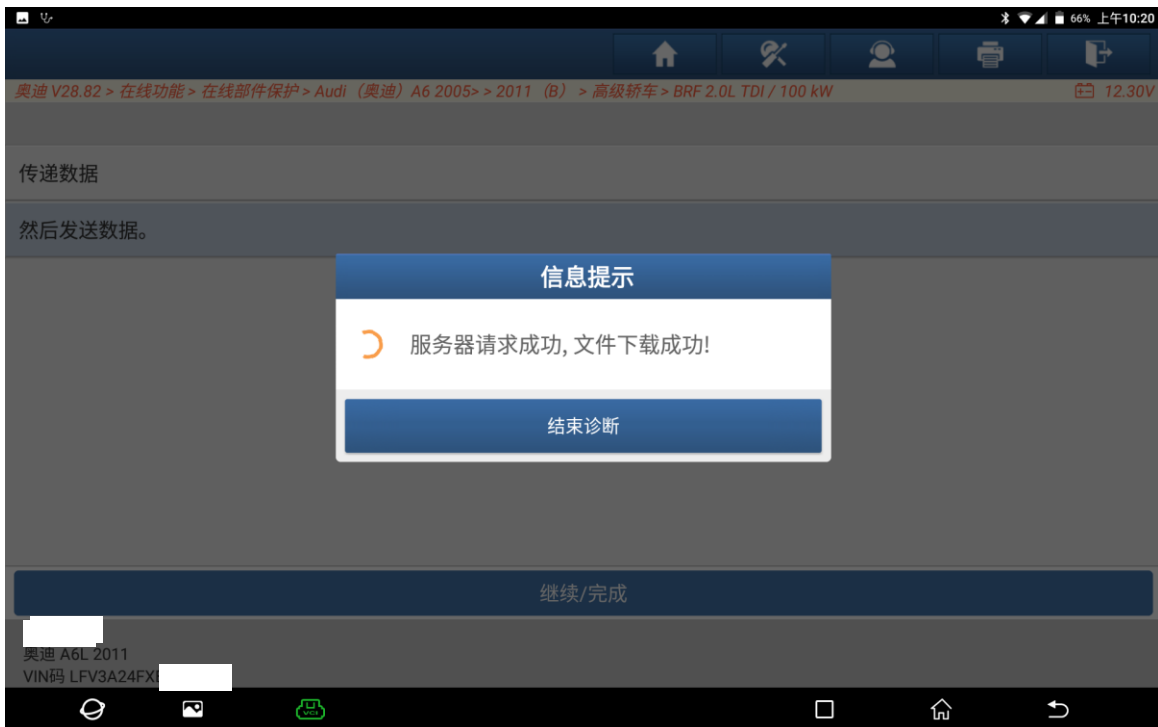 66% 上午10:20
奥迪 V28.82 > 在线功能 > 在线部件保护 > Audi（奥迪）A6 2005> > 2011（B） > 高级轿车 > BRF 2.0L TDI / 100 kW 12.30V
传递数据
然后发送数据。
信息提示
服务器请求成功, 文件下载成功!
结束诊断
继续/完成
奥迪 A6L 2011
VIN码 LFV3A24FX
VCI